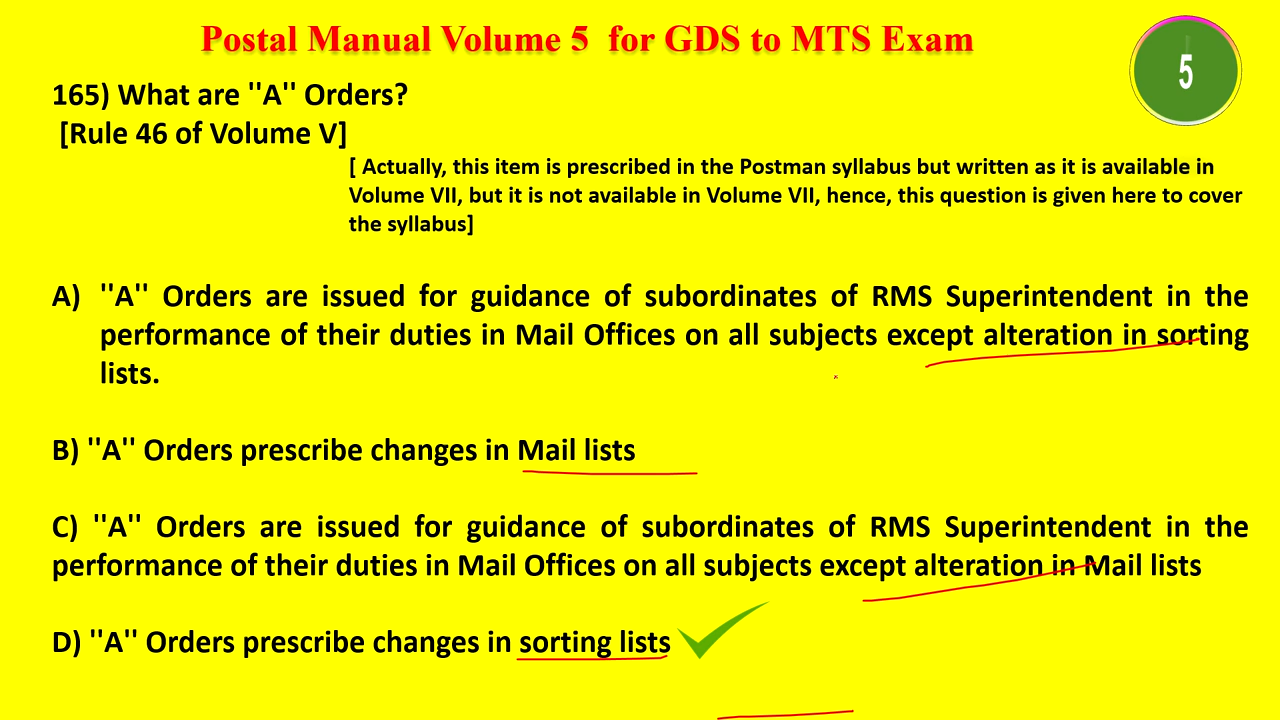 Postal Manual Volume 5 for GDS to MTS Exam
5
165) What are ''A'' Orders?
[Rule 46 of Volume V]
[ Actually, this item is prescribed in the Postman syllabus but written as it is available in
Volume VII, but it is not available in Volume VII, hence, this question is given here to cover
the syllabus]
A) ''A'' Orders are issued for guidance of subordinates of RMS Superintendent in the
performance of their duties in Mail Offices on all subjects except alteration in sorting
lists.
B) ''A'' Orders prescribe changes in Mail lists
C) ''A'' Orders are issued for guidance of subordinates of RMS Superintendent in the
performance of their duties in Mail Offices on all subjects except alteration in Mail lists
D) ''A'' Orders prescribe changes in sorting lists